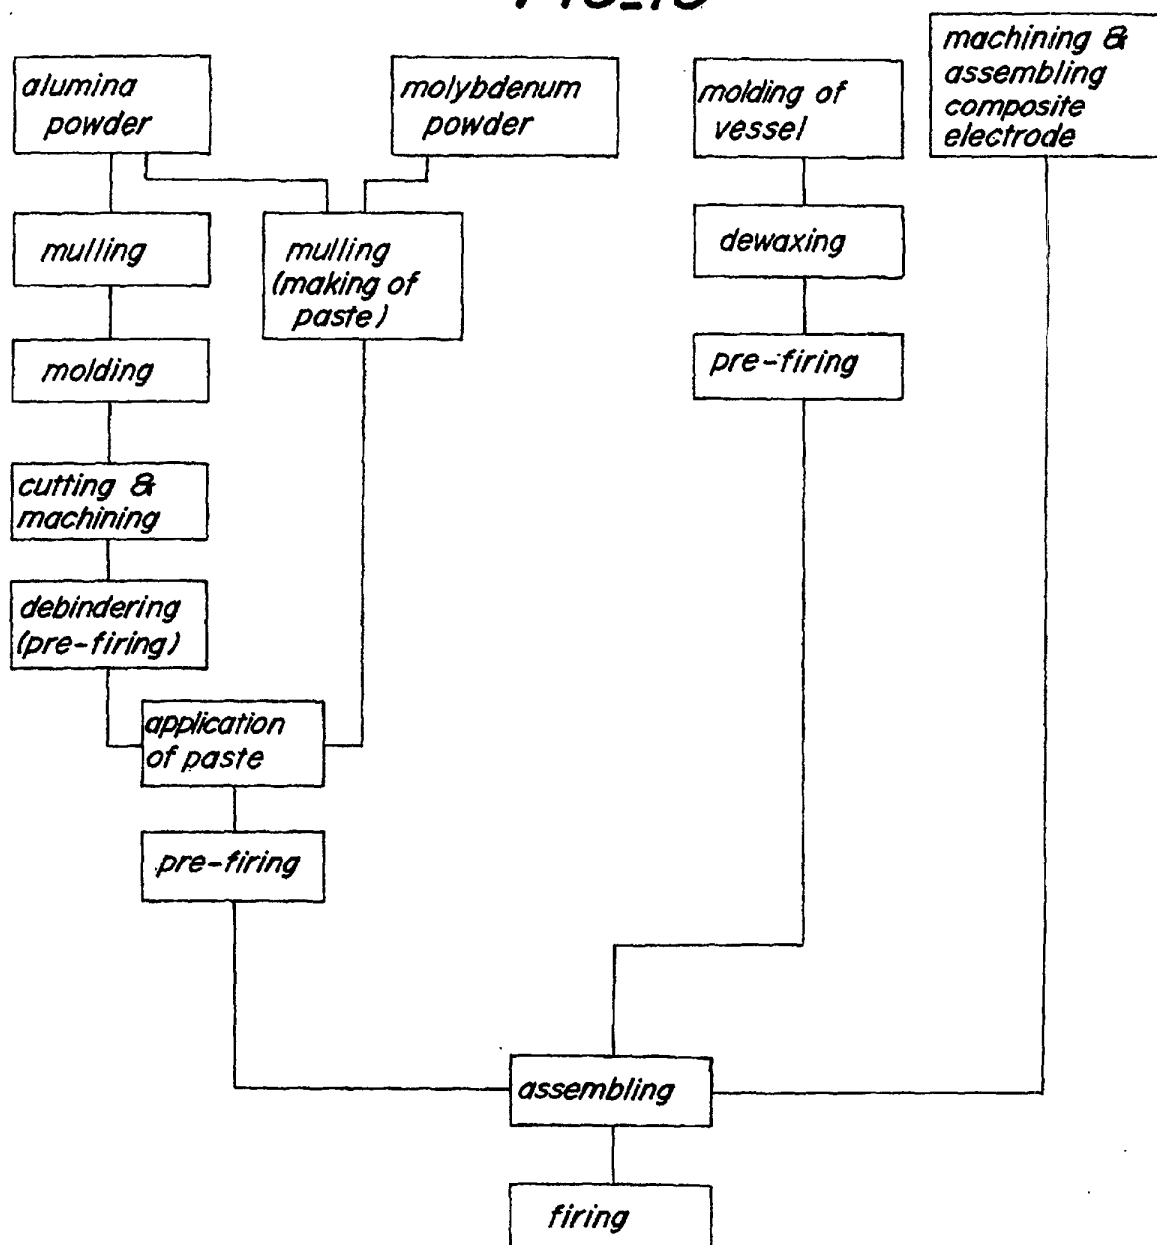 alumina
powder
molybdenum
powder
molding of
vessel
machining &
assembling
composite
electrode
mulling
mulling
(making of
paste)
dewaxing
molding
pre-firing
cutting &
machining
debindering
(pre-firing)
application
of paste
pre-firing
assembling
firing